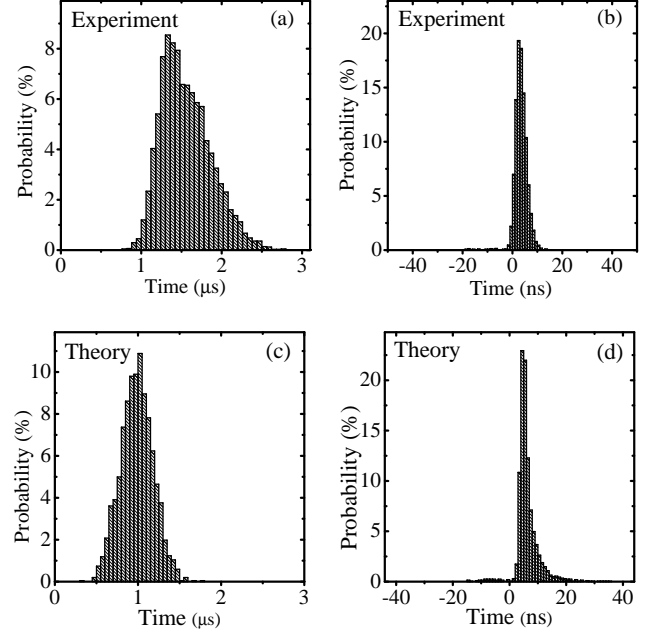 Experiment (a)
8
6
4
2
0
Probability (%)
0 1 2 3
Time (μs)
Experiment (b)
20
15
10
5
0
Probability (%)
-40 -20 0 20 40
Time (ns)
Theory (c)
10
8
6
4
2
0
Probability (%)
0 1 2 3
Time (μs)
Theory (d)
20
15
10
5
0
Probability (%)
-40 -20 0 20 40
Time (ns)